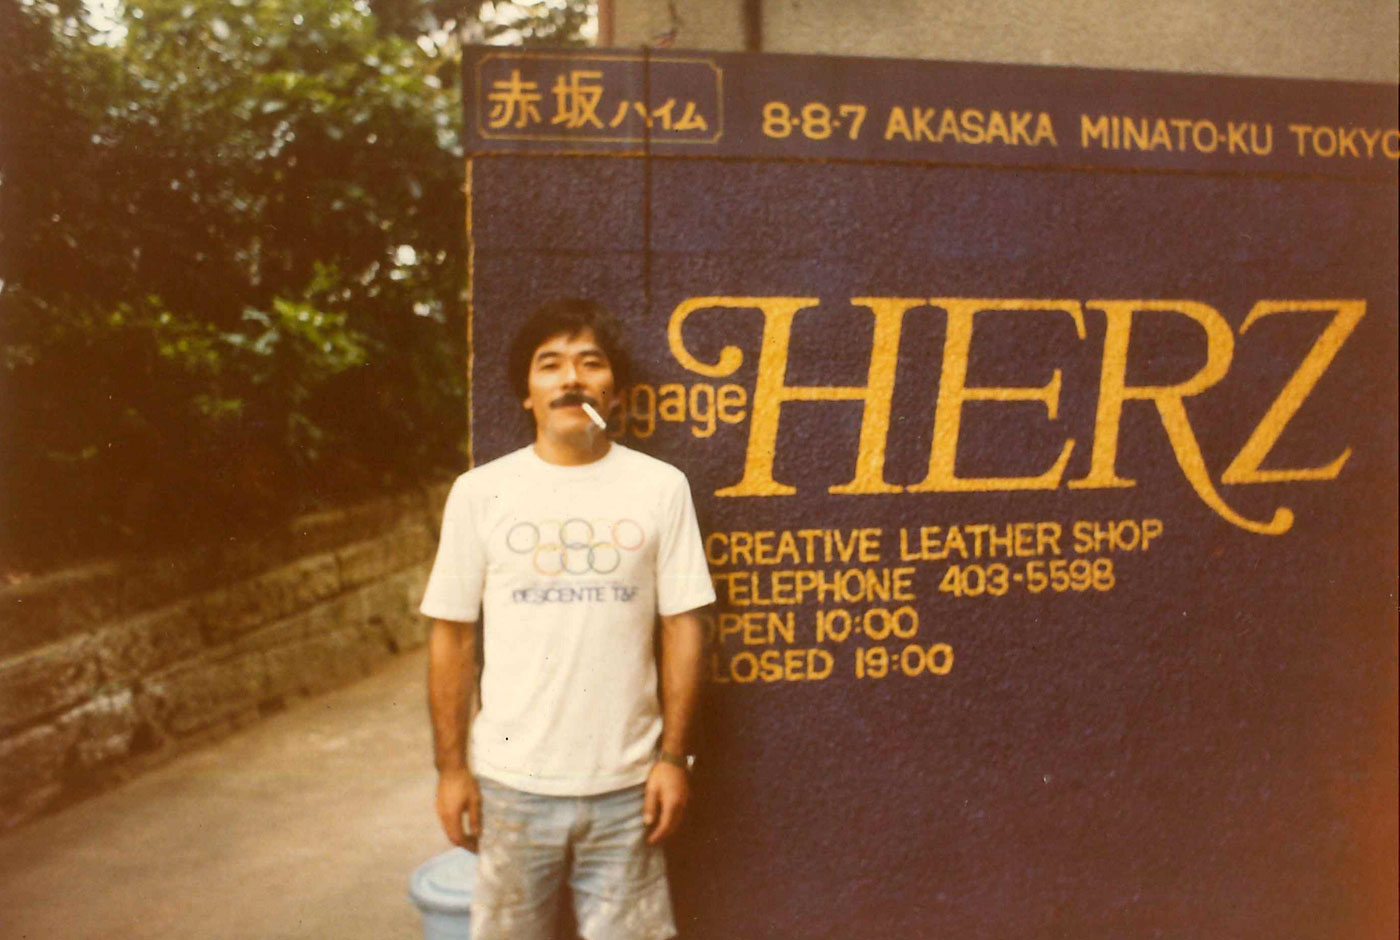 赤坂ハイム
8-8-7 AKASAKA MINATO-KU TOKYO
HERZ
CREATIVE LEATHER SHOP
TELEPHONE 403-5598
OPEN 10:00
CLOSED 19:00
DESCENTE T&F